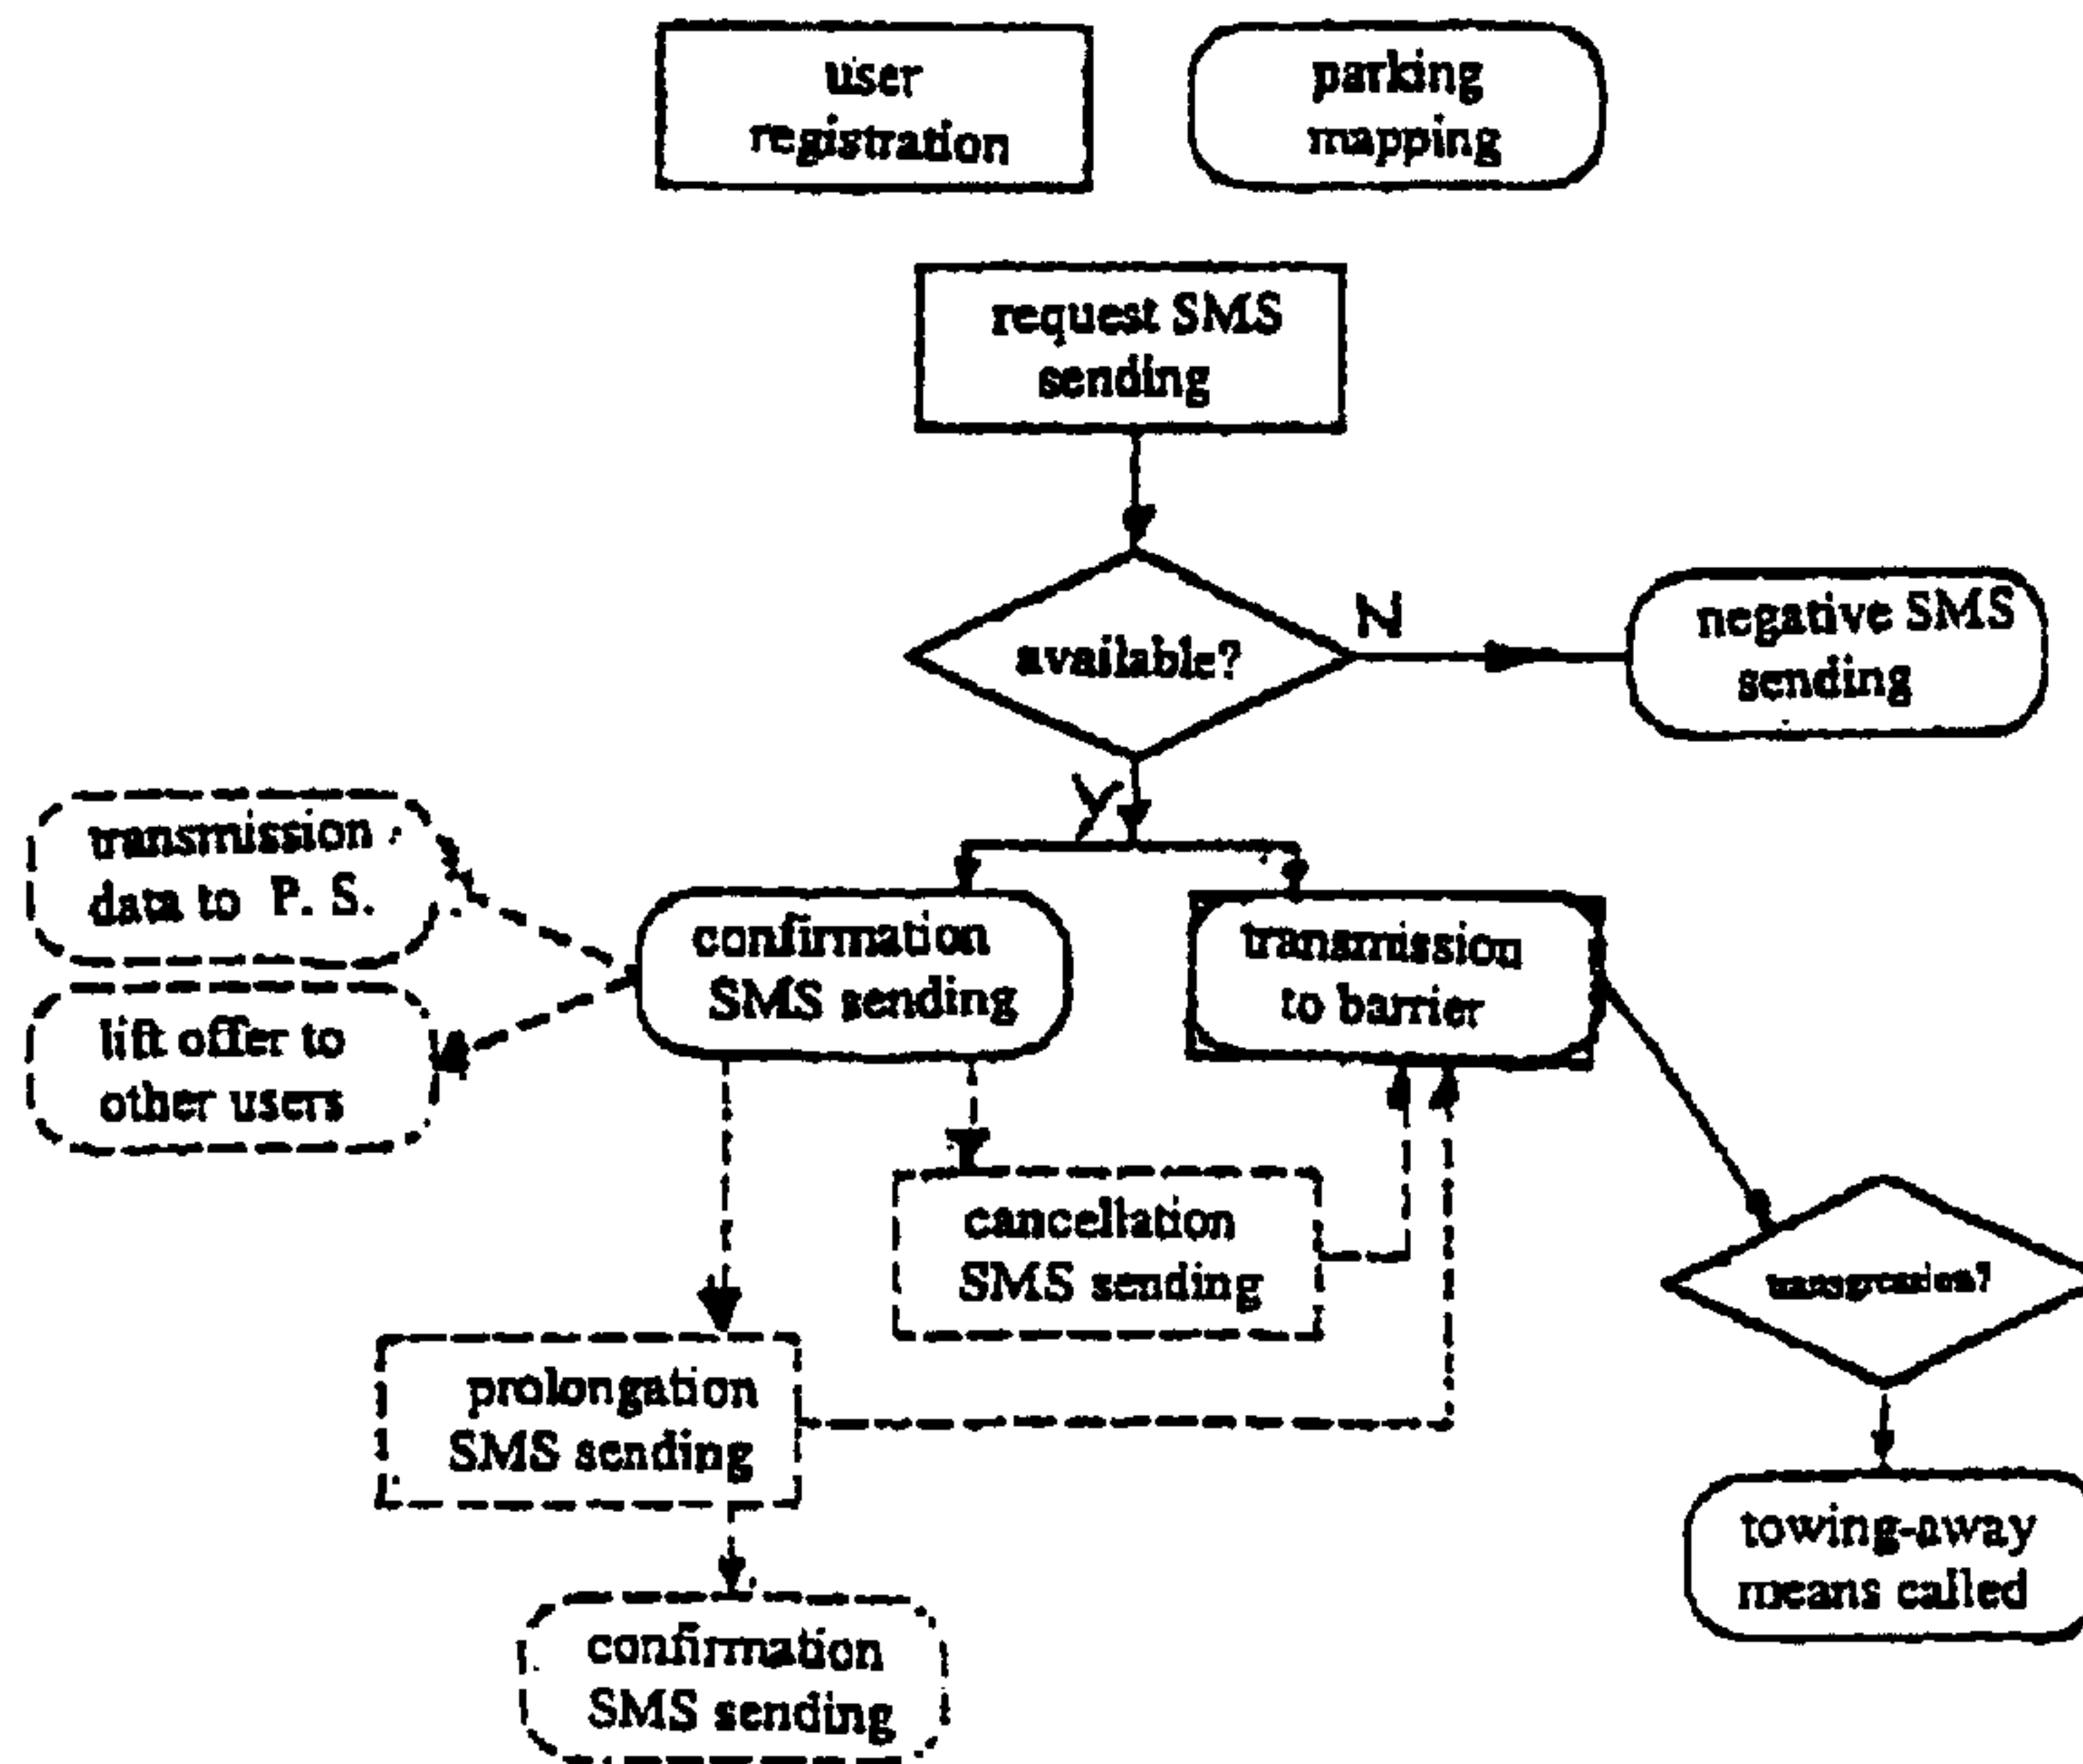 user
registration
parking
mapping
request SMS
sending
available?
N
negative SMS
sending
Y
transmission
data to P. S.
lift offer to
other users
confirmation
SMS sending
transmission
to barrier
cancellation
SMS sending
prolongation
SMS sending
towing-away
means called
confirmation
SMS sending